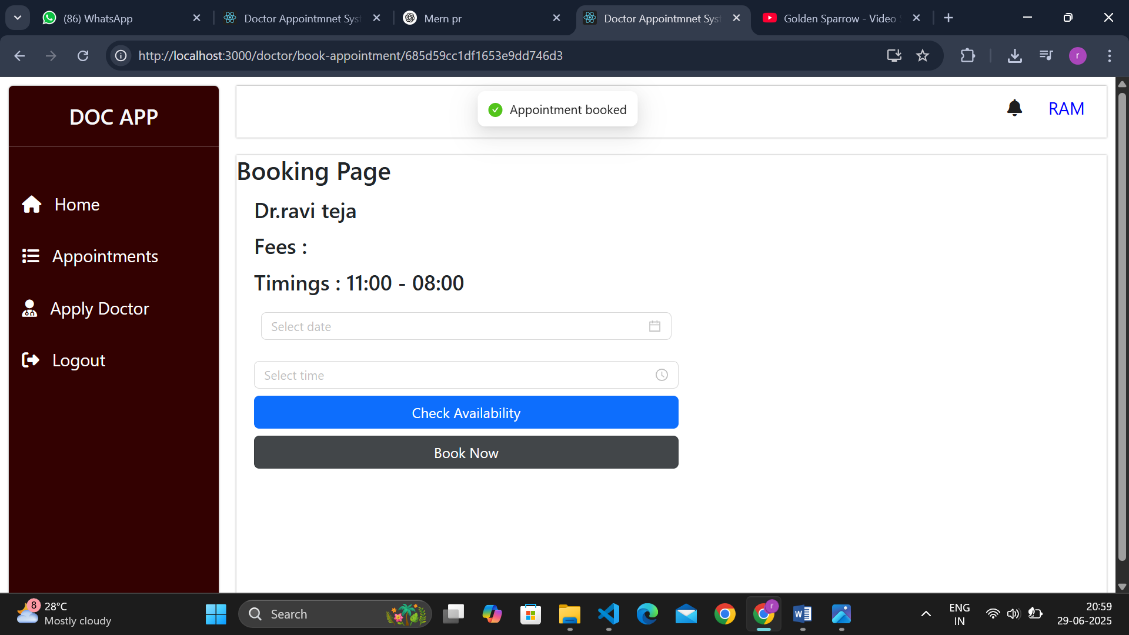 (86) WhatsApp
Doctor Appointmnet Sys
Mern pr
Doctor Appointmnet Sys
Golden Sparrow - Video
http://localhost:3000/doctor/book-appointment/685d59cc1df1653e9dd746d3
r
DOC APP
Appointment booked
RAM
Home
Appointments
Apply Doctor
Logout
Booking Page
Dr.ravi teja
Fees :
Timings : 11:00 - 08:00
Select date
Select time
Check Availability
Book Now
8
28°C
Mostly cloudy
Search
ENG
IN
20:59
29-06-2025